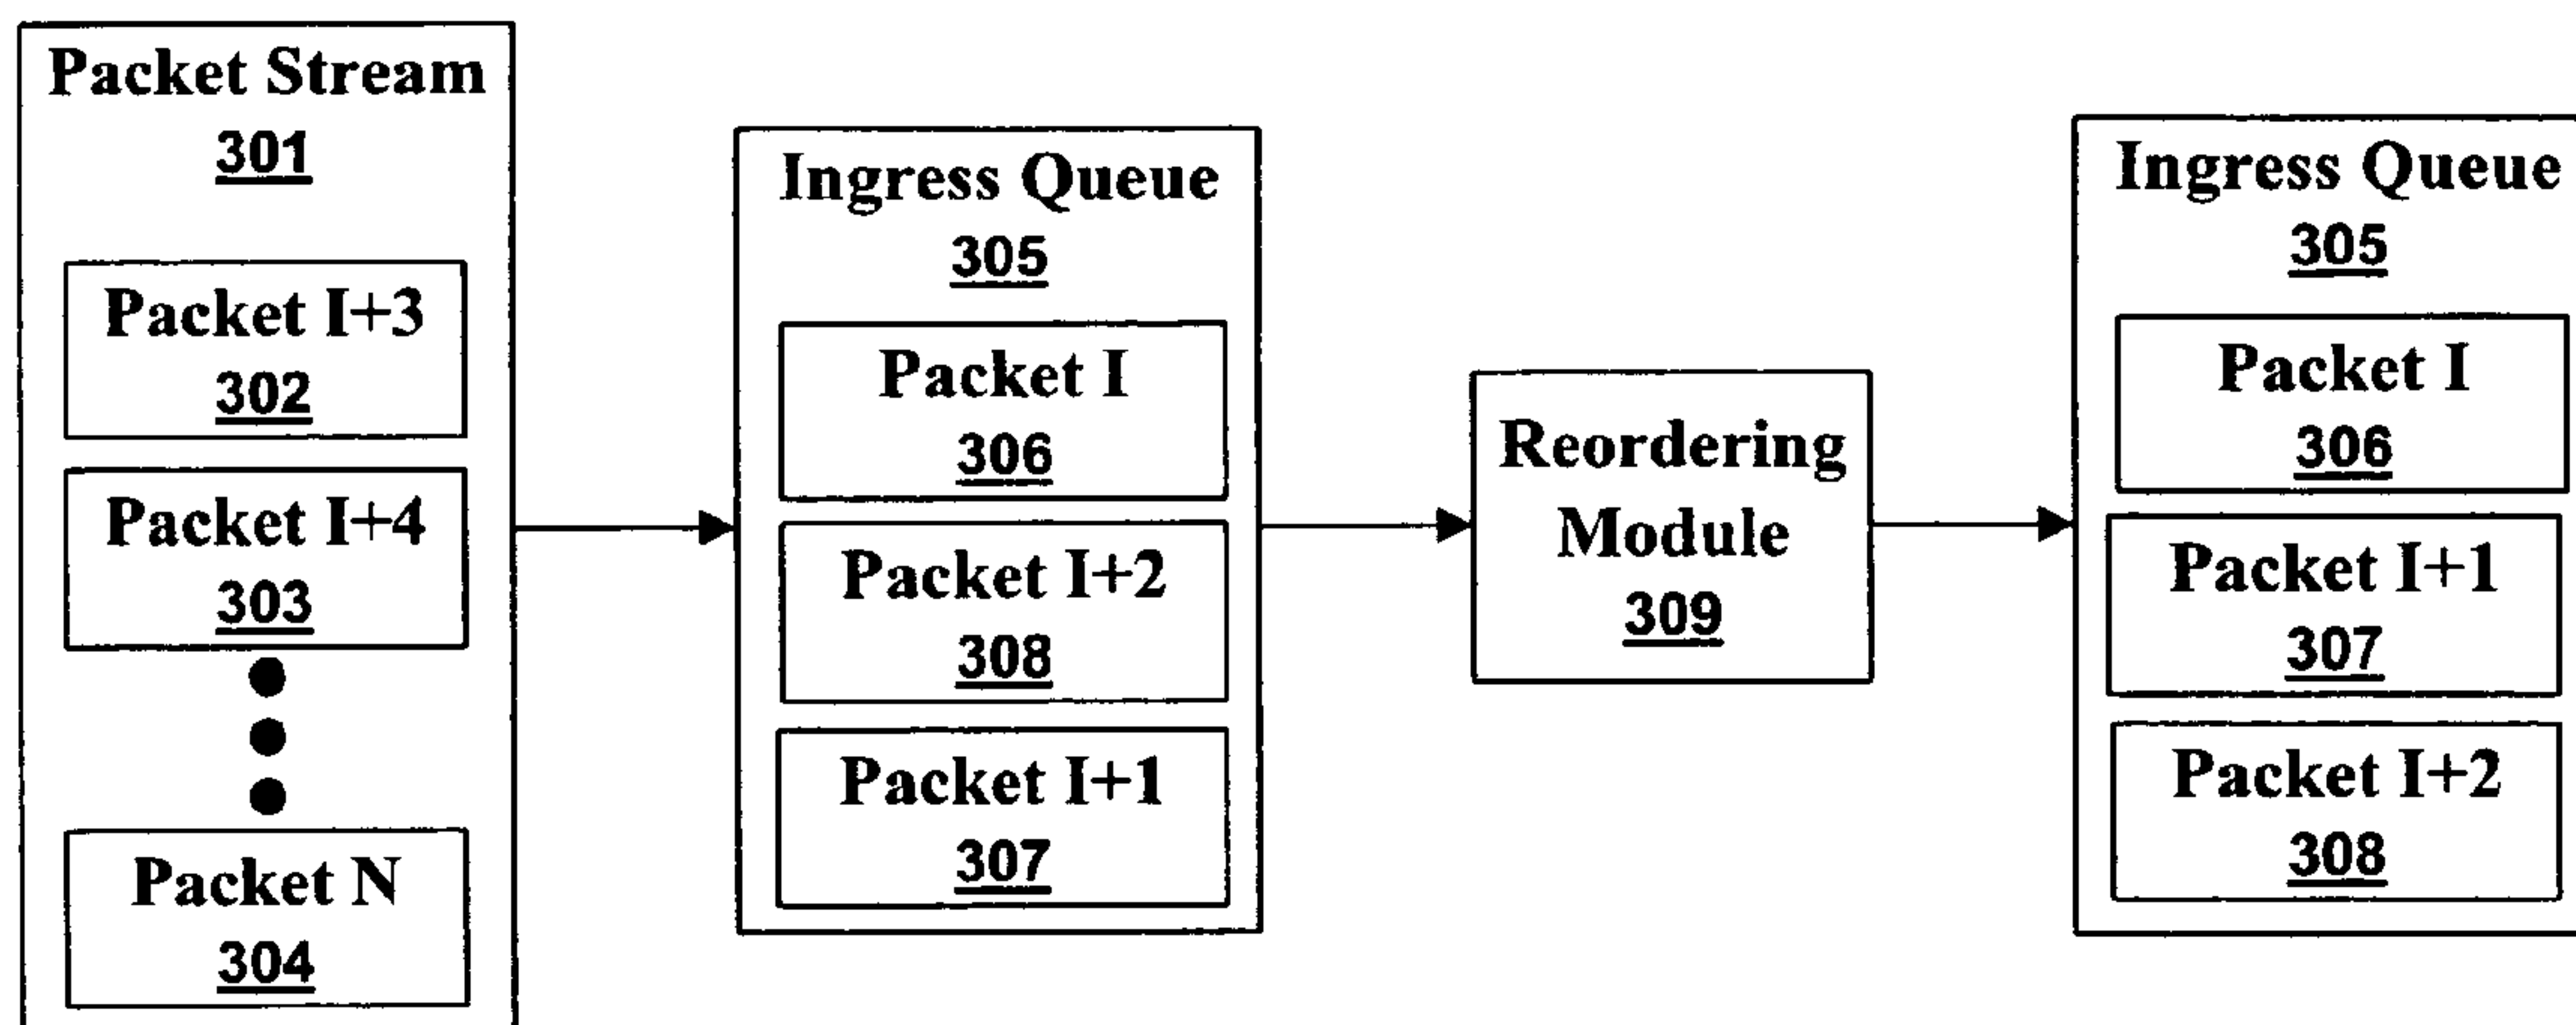 Packet Stream
301
Packet I+3
302
Packet I+4
303
Packet N
304
Ingress Queue
305
Packet I
306
Packet I+2
308
Packet I+1
307
Reordering
Module
309
Ingress Queue
305
Packet I
306
Packet I+1
307
Packet I+2
308